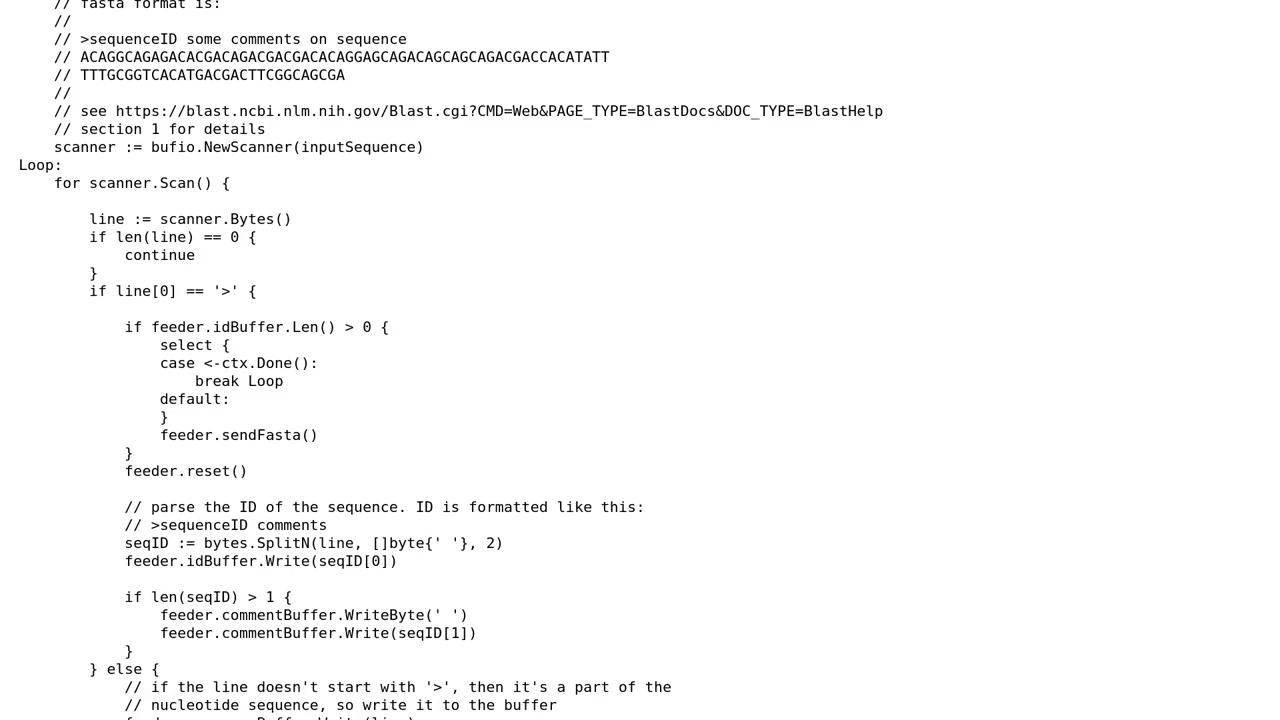 // fasta format is:
//
// >sequenceID some comments on sequence
// ACAGGCAGAGACACGACAGACGACGACACAGGAGCAGACAGCAGCAGACGACCACATATT
// TTTGCGGTCACATGACGACTTCGGCAGCGA
//
// see https://blast.ncbi.nlm.nih.gov/Blast.cgi?CMD=Web&PAGE_TYPE=BlastDocs&DOC_TYPE=BlastHelp
// section 1 for details
scanner := bufio.NewScanner(inputSequence)
Loop:
for scanner.Scan() {
line := scanner.Bytes()
if len(line) == 0 {
continue
}
if line[0] == '>' {
if feeder.idBuffer.Len() > 0 {
select {
case <-ctx.Done():
break Loop
default:
}
feeder.sendFasta()
}
feeder.reset()
// parse the ID of the sequence. ID is formatted like this:
// >sequenceID comments
seqID := bytes.SplitN(line, []byte{' '}, 2)
feeder.idBuffer.Write(seqID[0])
if len(seqID) > 1 {
feeder.commentBuffer.WriteByte(' ')
feeder.commentBuffer.Write(seqID[1])
}
} else {
// if the line doesn't start with '>', then it's a part of the
// nucleotide sequence, so write it to the buffer